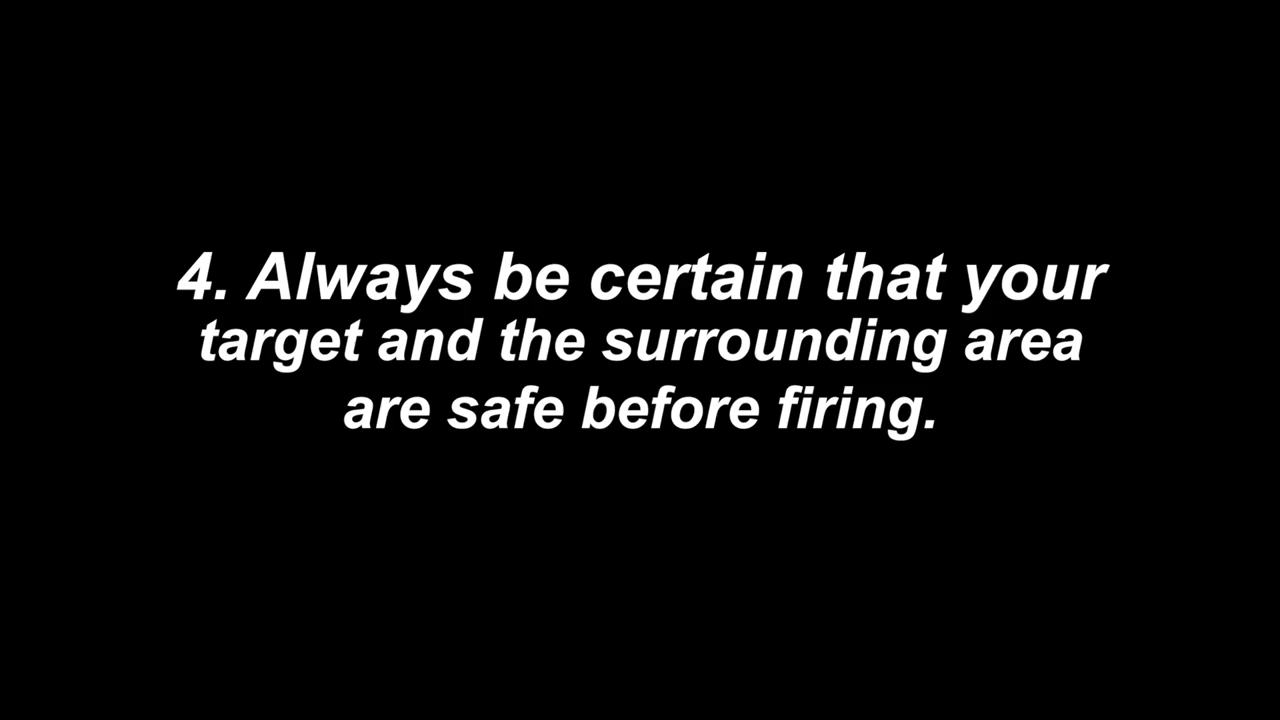 4. Always be certain that your
target and the surrounding area
are safe before firing.